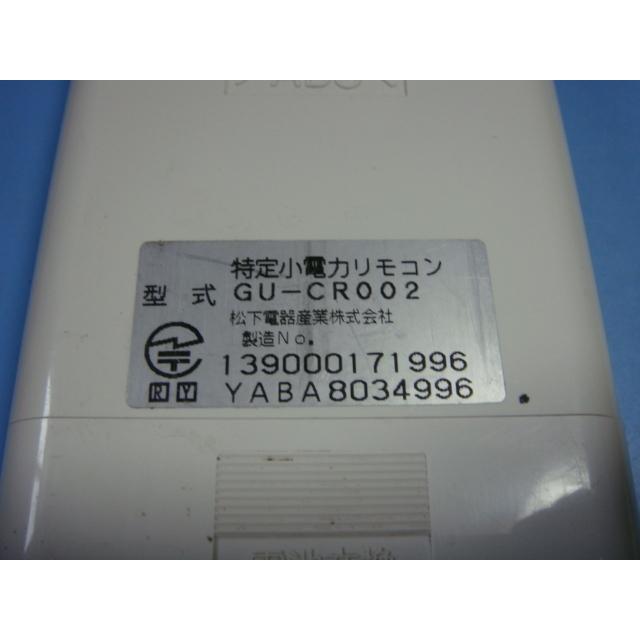 特定小電力リモコン
型式 GU-CR002
松下電器産業株式会社
製造No.
139000171996
R Y YABA8034996